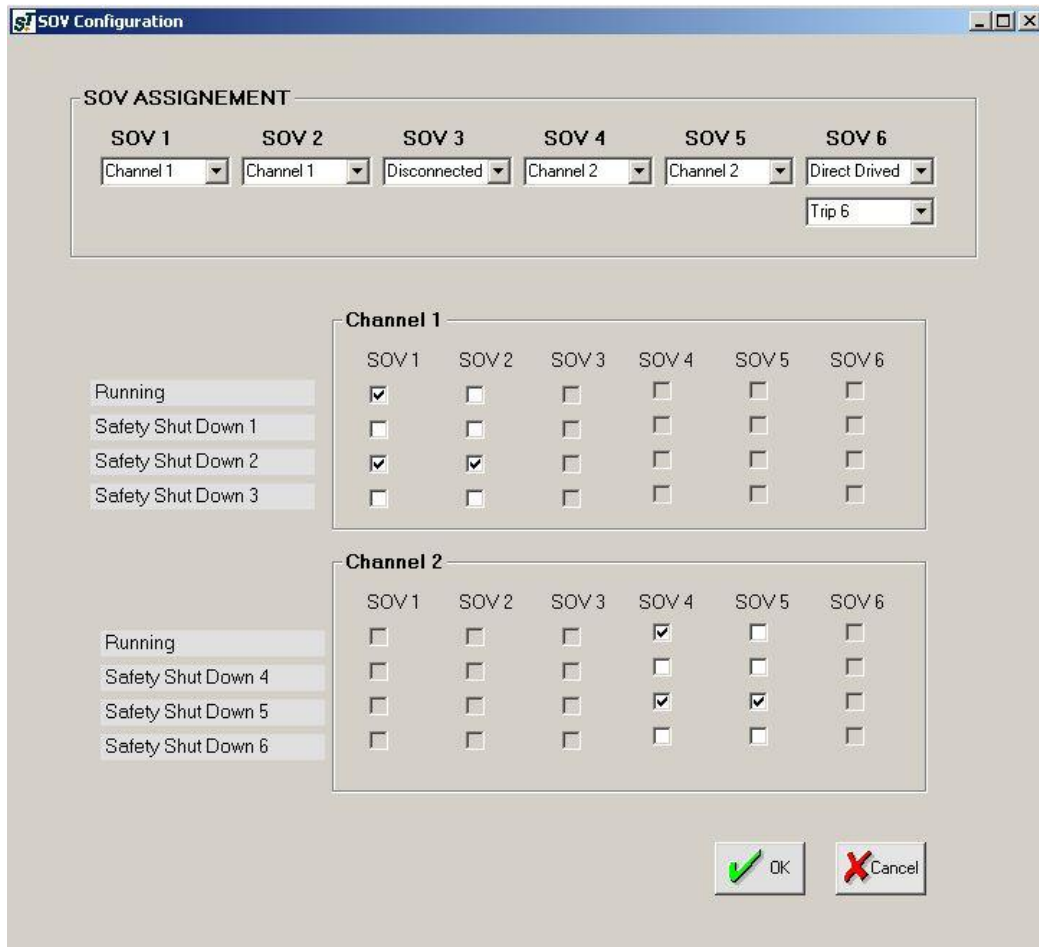 SOV Configuration
SOV ASSIGNEMENT
SOV 1 SOV 2 SOV 3 SOV 4 SOV 5 SOV 6
Channel 1 Channel 1 Disconnected Channel 2 Channel 2 Direct Drived
Trip 6
Channel 1
SOV 1 SOV 2 SOV 3 SOV 4 SOV 5 SOV 6
Running
Safety Shut Down 1
Safety Shut Down 2
Safety Shut Down 3
Channel 2
SOV 1 SOV 2 SOV 3 SOV 4 SOV 5 SOV 6
Running
Safety Shut Down 4
Safety Shut Down 5
Safety Shut Down 6
OK Cancel